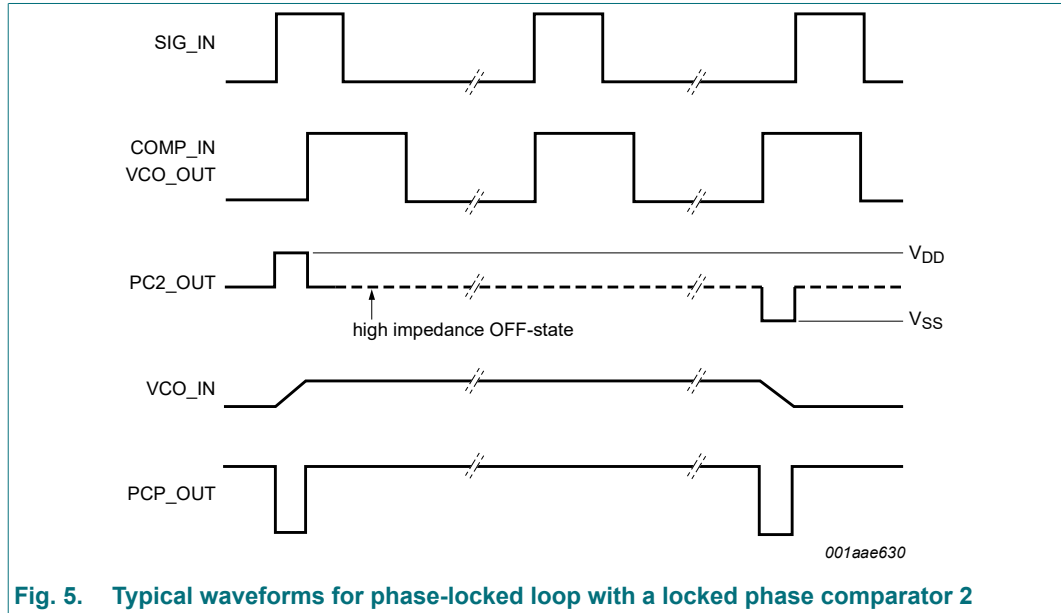 SIG_IN
COMP_IN
VCO_OUT
VDD
PC2_OUT
high impedance OFF-state
VSS
VCO_IN
PCP_OUT
001aae630
Fig. 5. Typical waveforms for phase-locked loop with a locked phase comparator 2